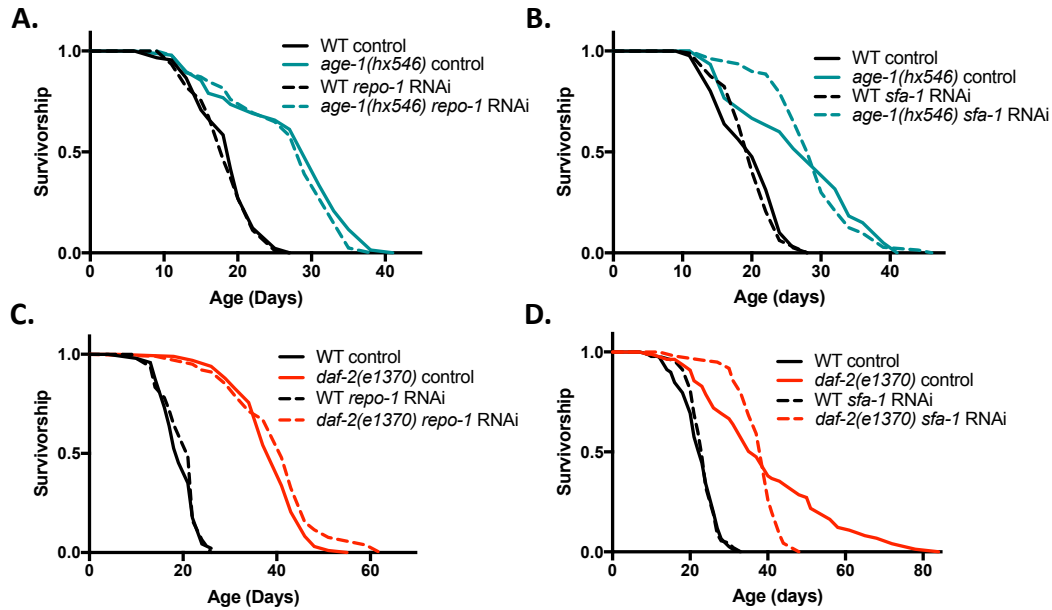 A.
WT control
age-1(hx546) control
WT repo-1 RNAi
age-1(hx546) repo-1 RNAi
Survivorship
1.0
0.5
0.0
0 10 20 30 40
Age (Days)
B.
WT control
age-1(hx546) control
WT sfa-1 RNAi
age-1(hx546) sfa-1 RNAi
Survivorship
1.0
0.5
0.0
0 10 20 30 40
Age (days)
C.
WT control
daf-2(e1370) control
WT repo-1 RNAi
daf-2(e1370) repo-1 RNAi
Survivorship
1.0
0.5
0.0
0 20 40 60
Age (Days)
D.
WT control
daf-2(e1370) control
WT sfa-1 RNAi
daf-2(e1370) sfa-1 RNAi
Survivorship
1.0
0.5
0.0
0 20 40 60 80
Age (days)